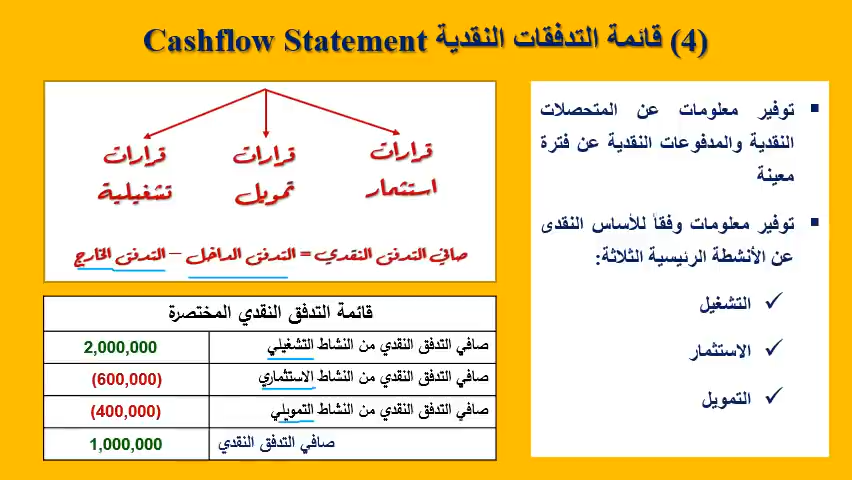 (4) قائمة التدفقات النقدية Cashflow Statement
توفير معلومات عن المتحصلات
النقدية والمدفوعات النقدية عن فترة
معينة
توفير معلومات وفقاً للأساس النقدى
عن الأنشطة الرئيسية الثلاثة:
التشغيل
الاستثمار
التمويل
قرارات استثمار
قرارات تمويل
قرارات تشغيلية
صافي التدفق النقدي = التدفق الداخل – التدفق الخارج
قائمة التدفق النقدي المختصرة
صافي التدفق النقدي من النشاط التشغيلي 2,000,000
صافي التدفق النقدي من النشاط الاستثماري (600,000)
صافي التدفق النقدي من النشاط التمويلي (400,000)
صافي التدفق النقدي 1,000,000